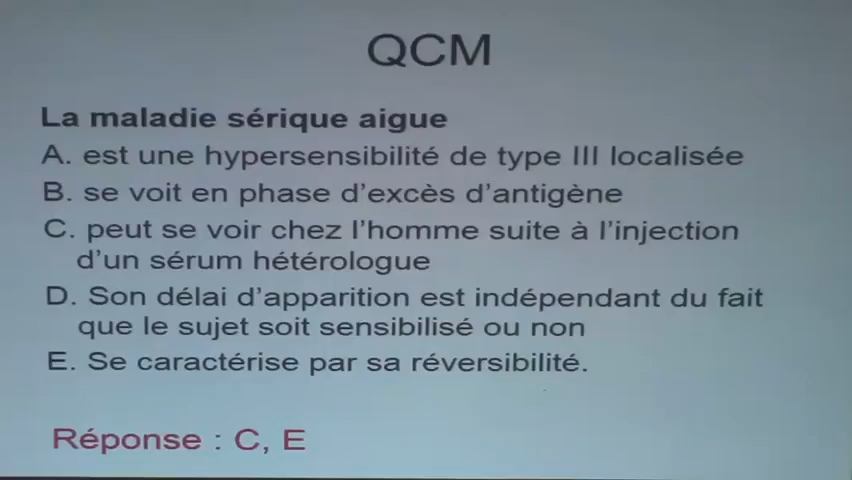 QCM
La maladie sérique aigue
A. est une hypersensibilité de type III localisée
B. se voit en phase d'excès d'antigène
C. peut se voir chez l'homme suite à l'injection
d'un sérum hétérologue
D. Son délai d'apparition est indépendant du fait
que le sujet soit sensibilisé ou non
E. Se caractérise par sa réversibilité.
Réponse : C, E